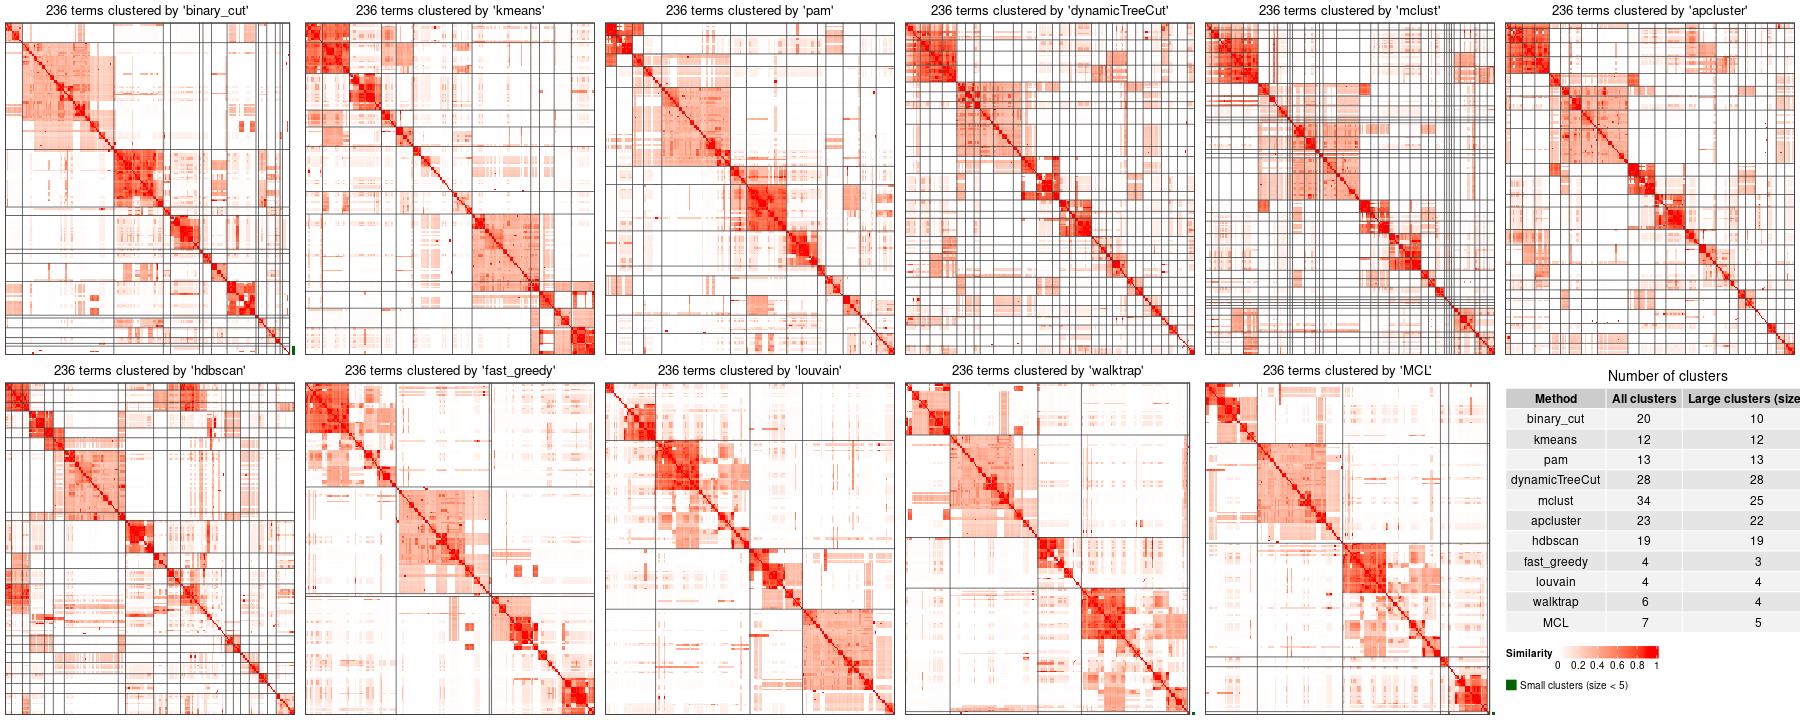 236 terms clustered by 'binary_cut'
236 terms clustered by 'kmeans'
236 terms clustered by 'pam'
236 terms clustered by 'dynamicTreeCut'
236 terms clustered by 'mclust'
236 terms clustered by 'apcluster'
236 terms clustered by 'hdbscan'
236 terms clustered by 'fast_greedy'
236 terms clustered by 'louvain'
236 terms clustered by 'walktrap'
236 terms clustered by 'MCL'
Number of clusters
Method All clusters Large clusters (size
binary_cut 20 10
kmeans 12 12
pam 13 13
dynamicTreeCut 28 28
mclust 34 25
apcluster 23 22
hdbscan 19 19
fast_greedy 4 3
louvain 4 4
walktrap 6 4
MCL 7 5
Similarity
0 0.2 0.4 0.6 0.8 1
Small clusters (size < 5)